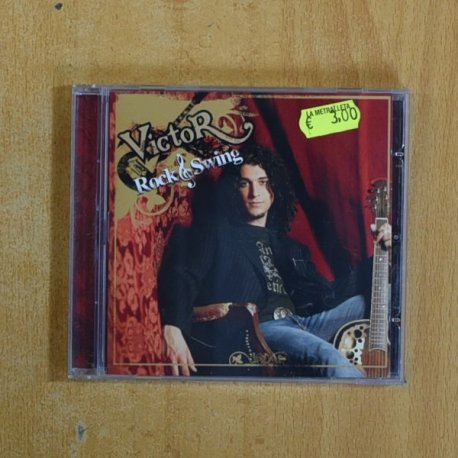 LA METRALLETA
€ 3,00
Victor
Rock & Swing